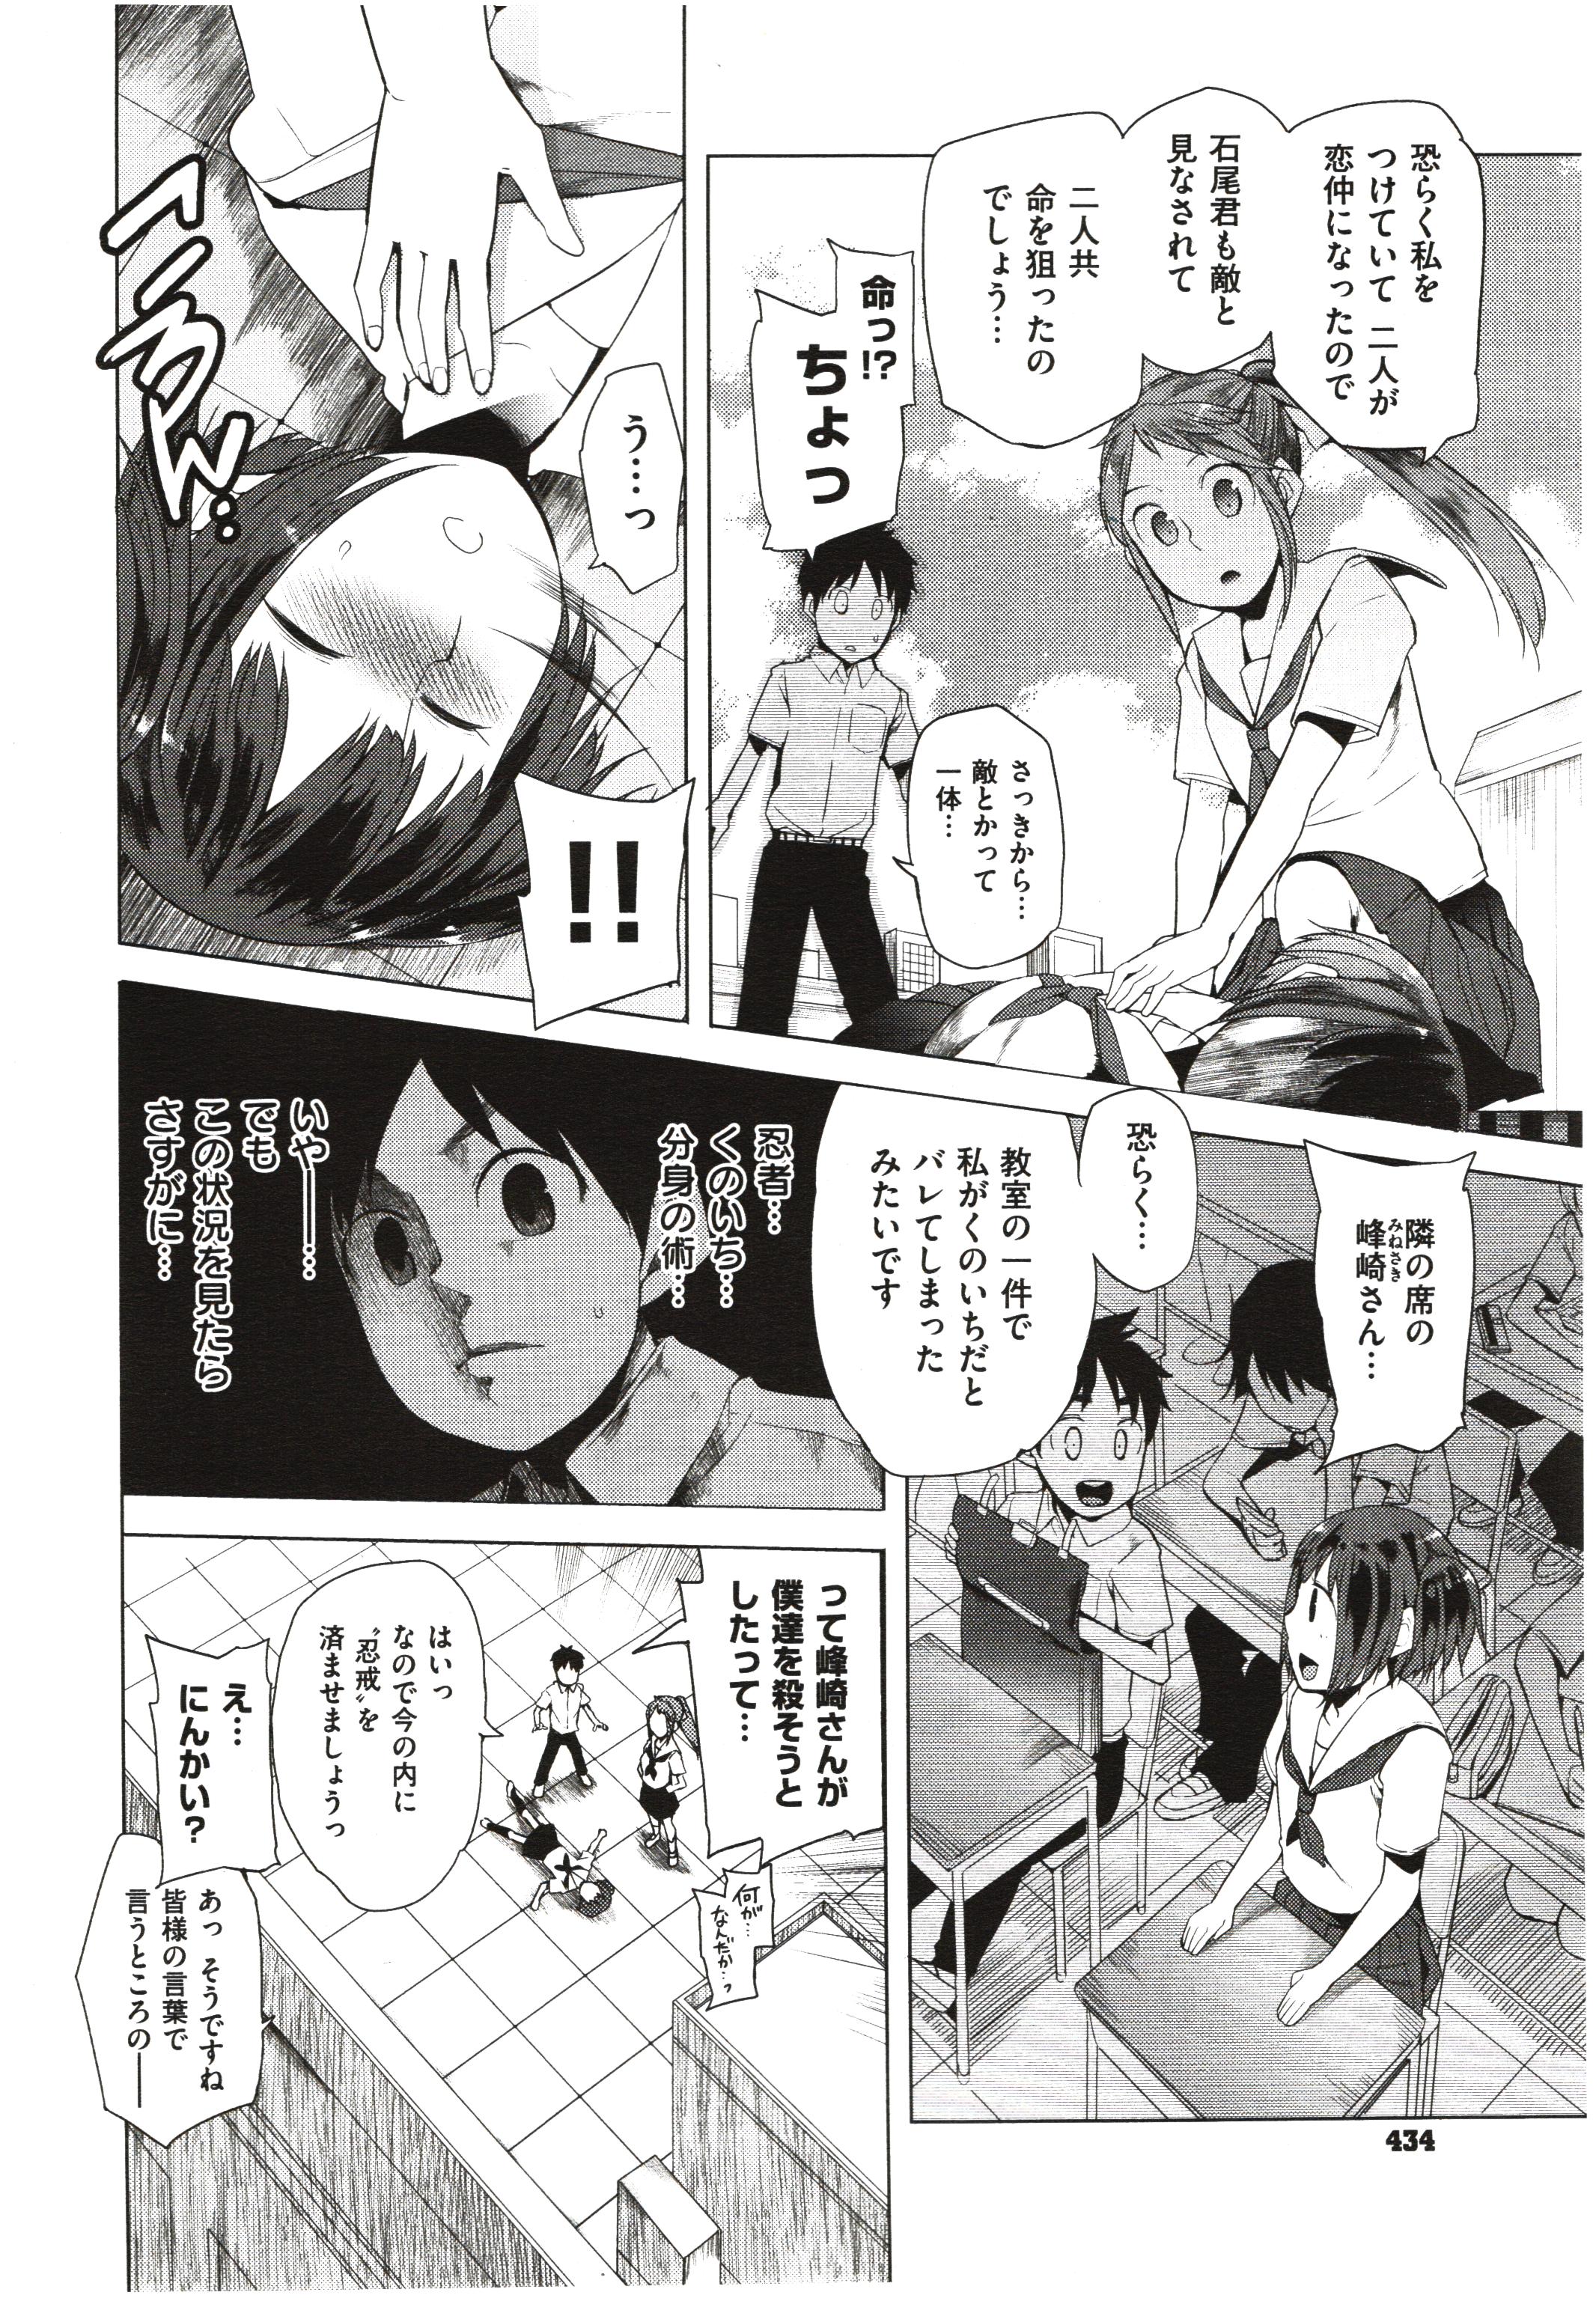 恐らく私を
つけていて 二人が
恋仲になったので
石尾君も敵と
見なされて
二人共
命を狙ったの
でしょう…
命っ!?
ちょっ
さっきから…
敵とかって
一体…
う…っ
ごろん
!!
隣の席の
峰崎さん…
みねさき
恐らく…
教室の一件で
私がくのいちだと
バレてしまった
みたいです
忍者…
くのいち…
分身の術…
いや――…
でも
この状況を見たら
さすがに…
って峰崎さんが
僕達を殺そうと
したって…
何が…
なんだか…っ
はいっ
なので今の内に
〝忍戒〟を
済ませましょうっ
え…
にんかい?
あっ そうですね
皆様の言葉で
言うところの――
434